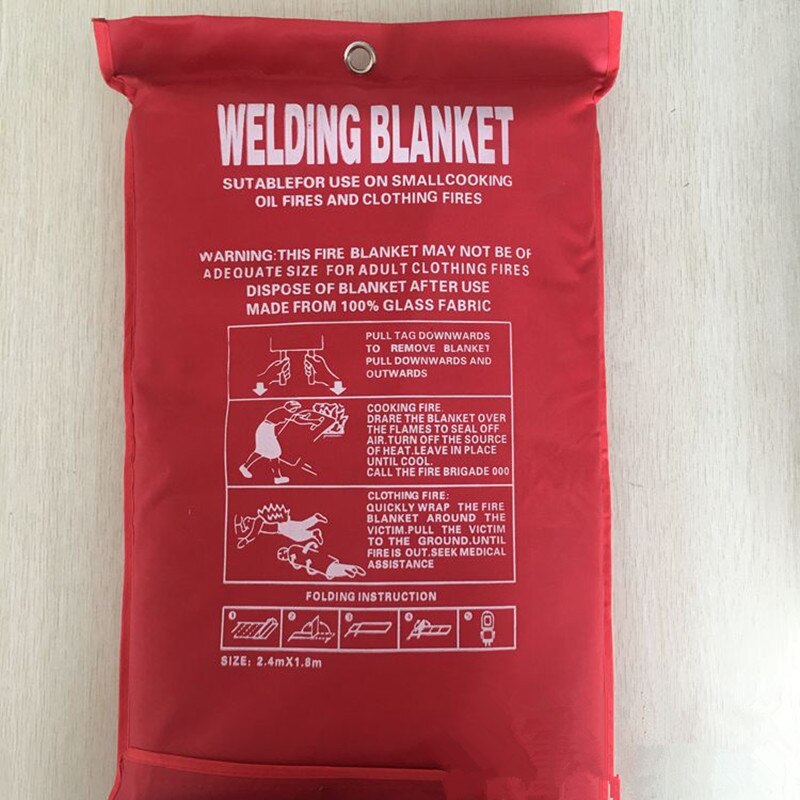 WELDING BLANKET
SUTABLEFOR USE ON SMALLCOOKING
OIL FIRES AND CLOTHING FIRES
WARNING:THIS FIRE BLANKET MAY NOT BE OF
ADEQUATE SIZE FOR ADULT CLOTHING FIRES
DISPOSE OF BLANKET AFTER USE
MADE FROM 100% GLASS FABRIC
PULL TAG DOWNWARDS
TO REMOVE BLANKET
PULL DOWNWARDS AND
OUTWARDS
COOKING FIRE.
DRARE THE BLANKET OVER
THE FLAMES TO SEAL OFF
AIR.TURN OFF THE SOURCE
OF HEAT.LEAVE IN PLACE
UNTIL COOL.
CALL THE FIRE BRIGADE 000
CLOTHING FIRE:
QUICKLY WRAP THE FIRE
BLANKET AROUND THE
VICTIM.PULL THE VICTIM
TO THE GROUND.UNTIL
FIRE IS OUT.SEEK MEDICAL
ASSISTANCE
FOLDING INSTRUCTION
1 2 3 4 5
SIZE: 2.4mX1.8m